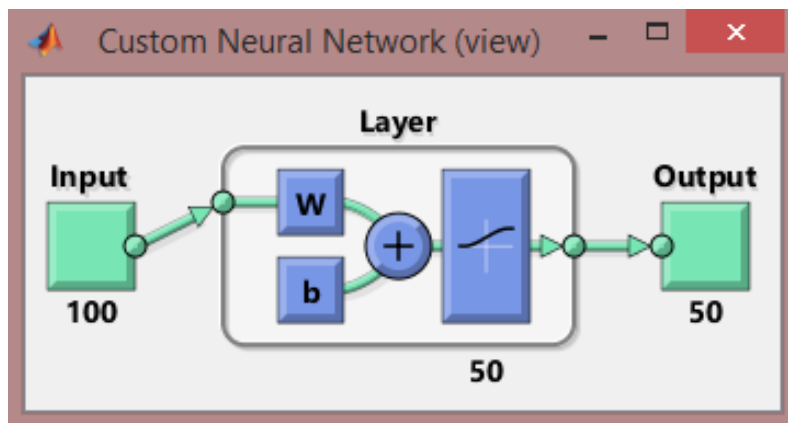 Custom Neural Network (view)
Layer
Input
Output
W
b
+
100
50
50